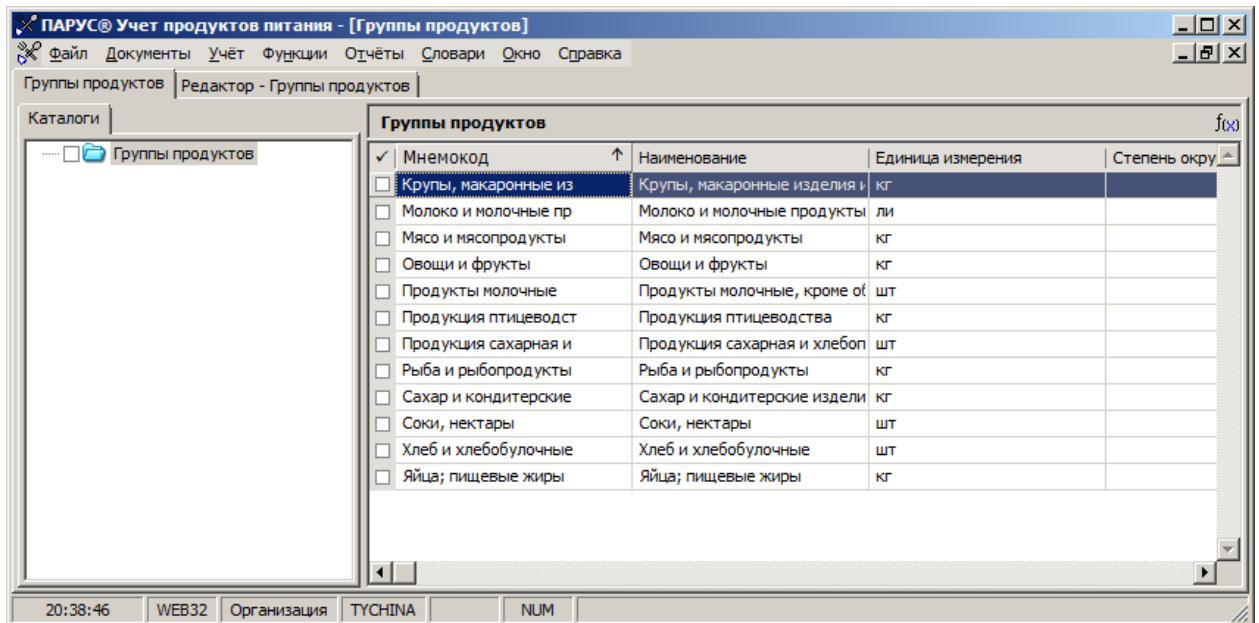 ПАРУС® Учет продуктов питания - [Группы продуктов]
Файл Документы Учёт Функции Отчёты Словари Окно Справка
Группы продуктов Редактор - Группы продуктов
Каталоги Группы продуктов f(x)
Группы продуктов
✓ Мнемокод ↑ Наименование Единица измерения Степень окру
Крупы, макаронные из Крупы, макаронные изделия и кг
Молоко и молочные пр Молоко и молочные продукты ли
Мясо и мясопродукты Мясо и мясопродукты кг
Овощи и фрукты Овощи и фрукты кг
Продукты молочные Продукты молочные, кроме об шт
Продукция птицеводст Продукция птицеводства кг
Продукция сахарная и Продукция сахарная и хлебоп шт
Рыба и рыбопродукты Рыба и рыбопродукты кг
Сахар и кондитерские Сахар и кондитерские издели кг
Соки, нектары Соки, нектары шт
Хлеб и хлебобулочные Хлеб и хлебобулочные шт
Яйца; пищевые жиры Яйца; пищевые жиры кг
20:38:46 WEB32 Организация TYCHINA NUM